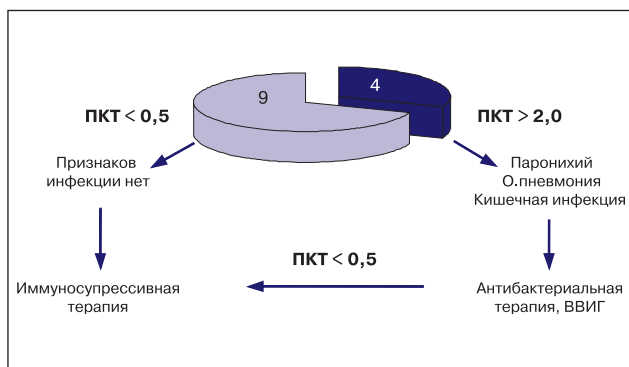 9
4
ПКТ < 0,5
ПКТ > 2,0
Признаков
инфекции нет
Паронихий
О.пневмония
Кишечная инфекция
ПКТ < 0,5
Иммуносупрессивная
терапия
Антибактериальная
терапия, ВВИГ